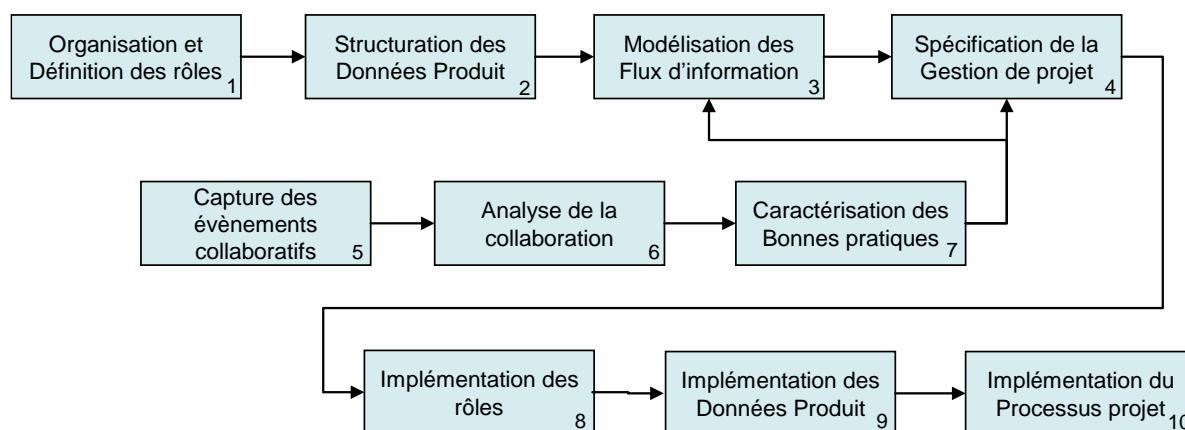 Organisation et
Définition des rôles
1
Structuration des
Données Produit
2
Modélisation des
Flux d'information
3
Spécification de la
Gestion de projet
4
Capture des
évènements
collaboratifs
5
Analyse de la
collaboration
6
Caractérisation des
Bonnes pratiques
7
Implémentation des
rôles
8
Implémentation des
Données Produit
9
Implémentation du
Processus projet
10